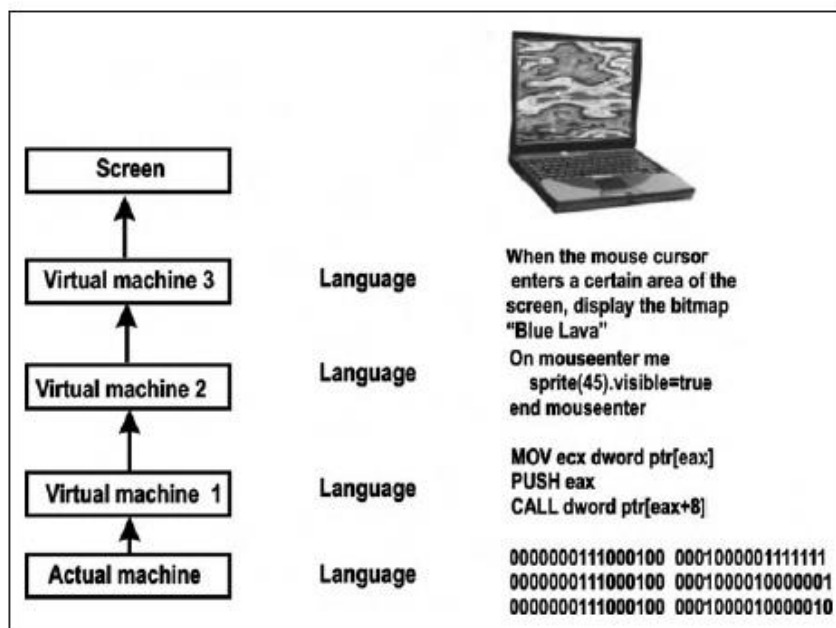 Screen
Virtual machine 3
Language
When the mouse cursor
enters a certain area of the
screen, display the bitmap
“Blue Lava”
Virtual machine 2
Language
On mouseenter me
sprite(45).visible=true
end mouseenter
Virtual machine 1
Language
MOV ecx dword ptr[eax]
PUSH eax
CALL dword ptr[eax+8]
Actual machine
Language
0000000111000100 0001000001111111
0000000111000100 0001000010000001
0000000111000100 0001000010000010